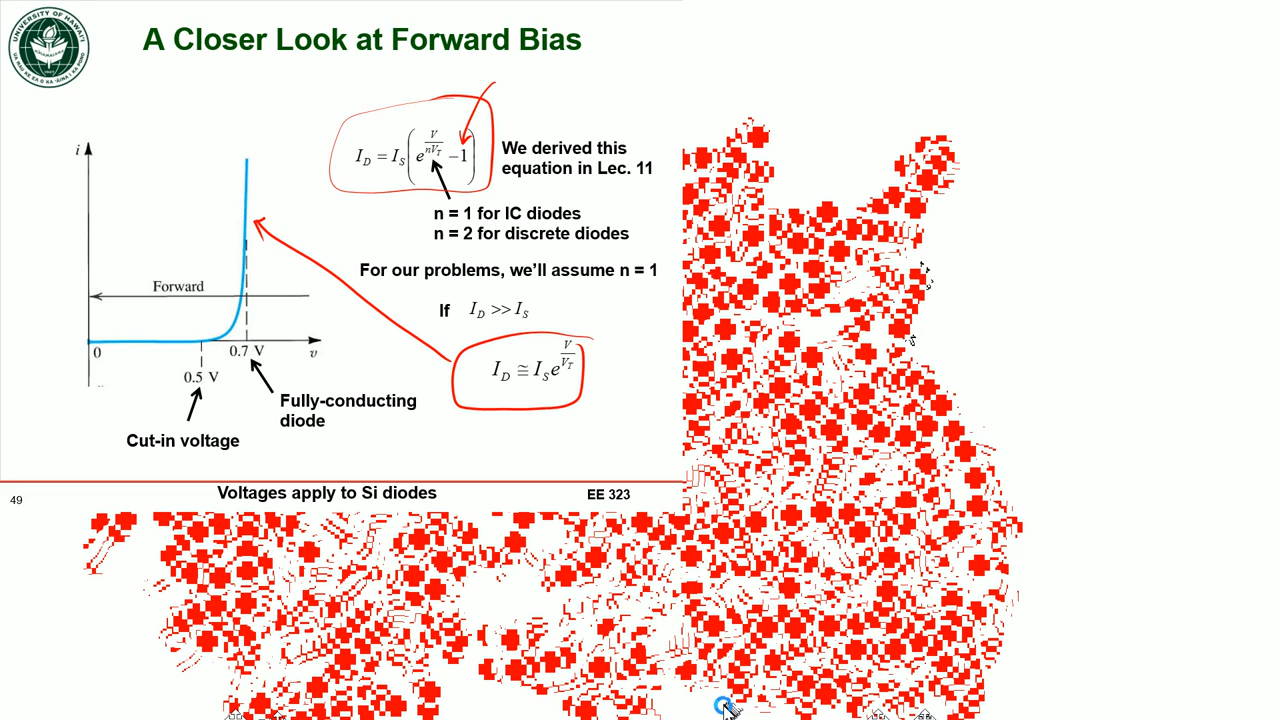 UNIVERSITY OF HAWAI'I
A Closer Look at Forward Bias
i
Forward
0
0.5 V
0.7 V
v
Cut-in voltage
Fully-conducting
diode
I_D = I_S ( e^{V/nV_T} − 1 )
We derived this
equation in Lec. 11
n = 1 for IC diodes
n = 2 for discrete diodes
For our problems, we'll assume n = 1
If I_D >> I_S
I_D ≅ I_S e^{V/V_T}
49
Voltages apply to Si diodes
EE 323